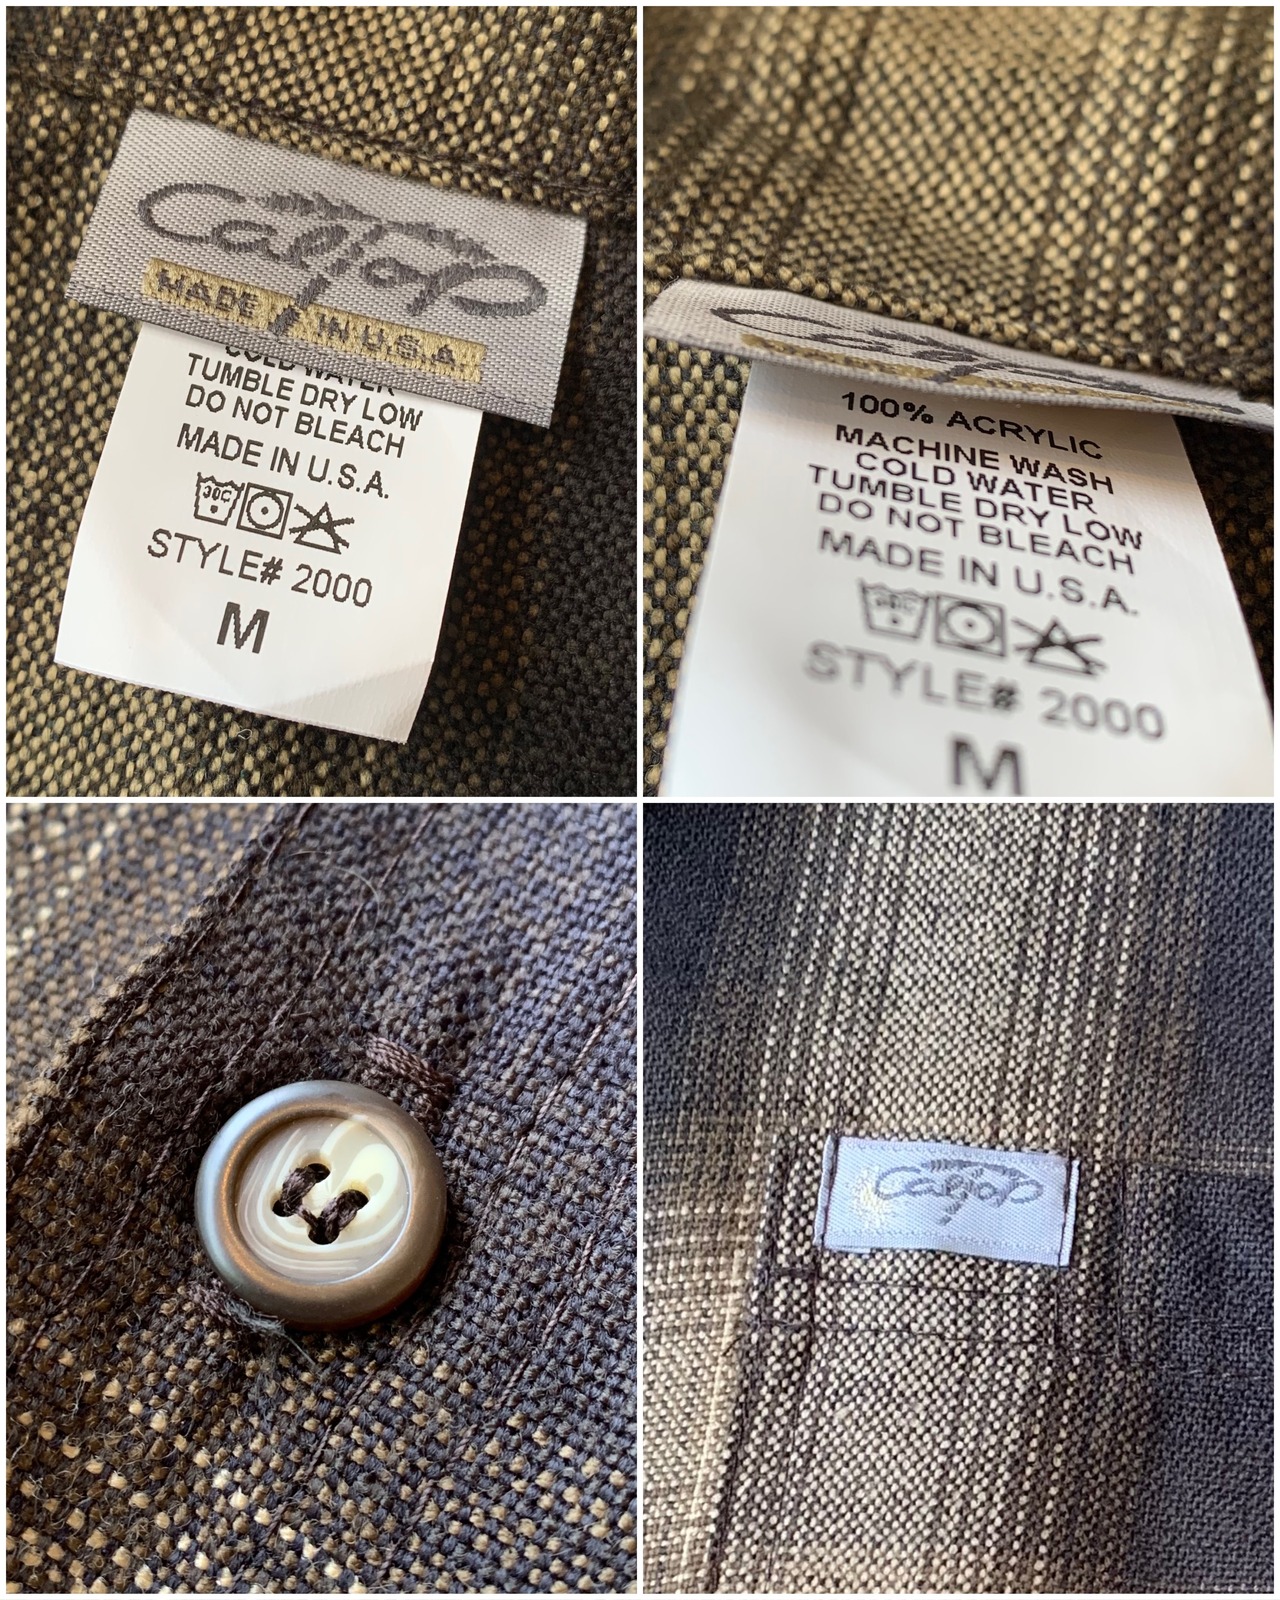 CalTop
MADE IN U.S.A.
COLD WATER
TUMBLE DRY LOW
DO NOT BLEACH
MADE IN U.S.A.
30C
STYLE# 2000
M
CalTop
100% ACRYLIC
MACHINE WASH
COLD WATER
TUMBLE DRY LOW
DO NOT BLEACH
MADE IN U.S.A.
30C
STYLE# 2000
M
CalTop